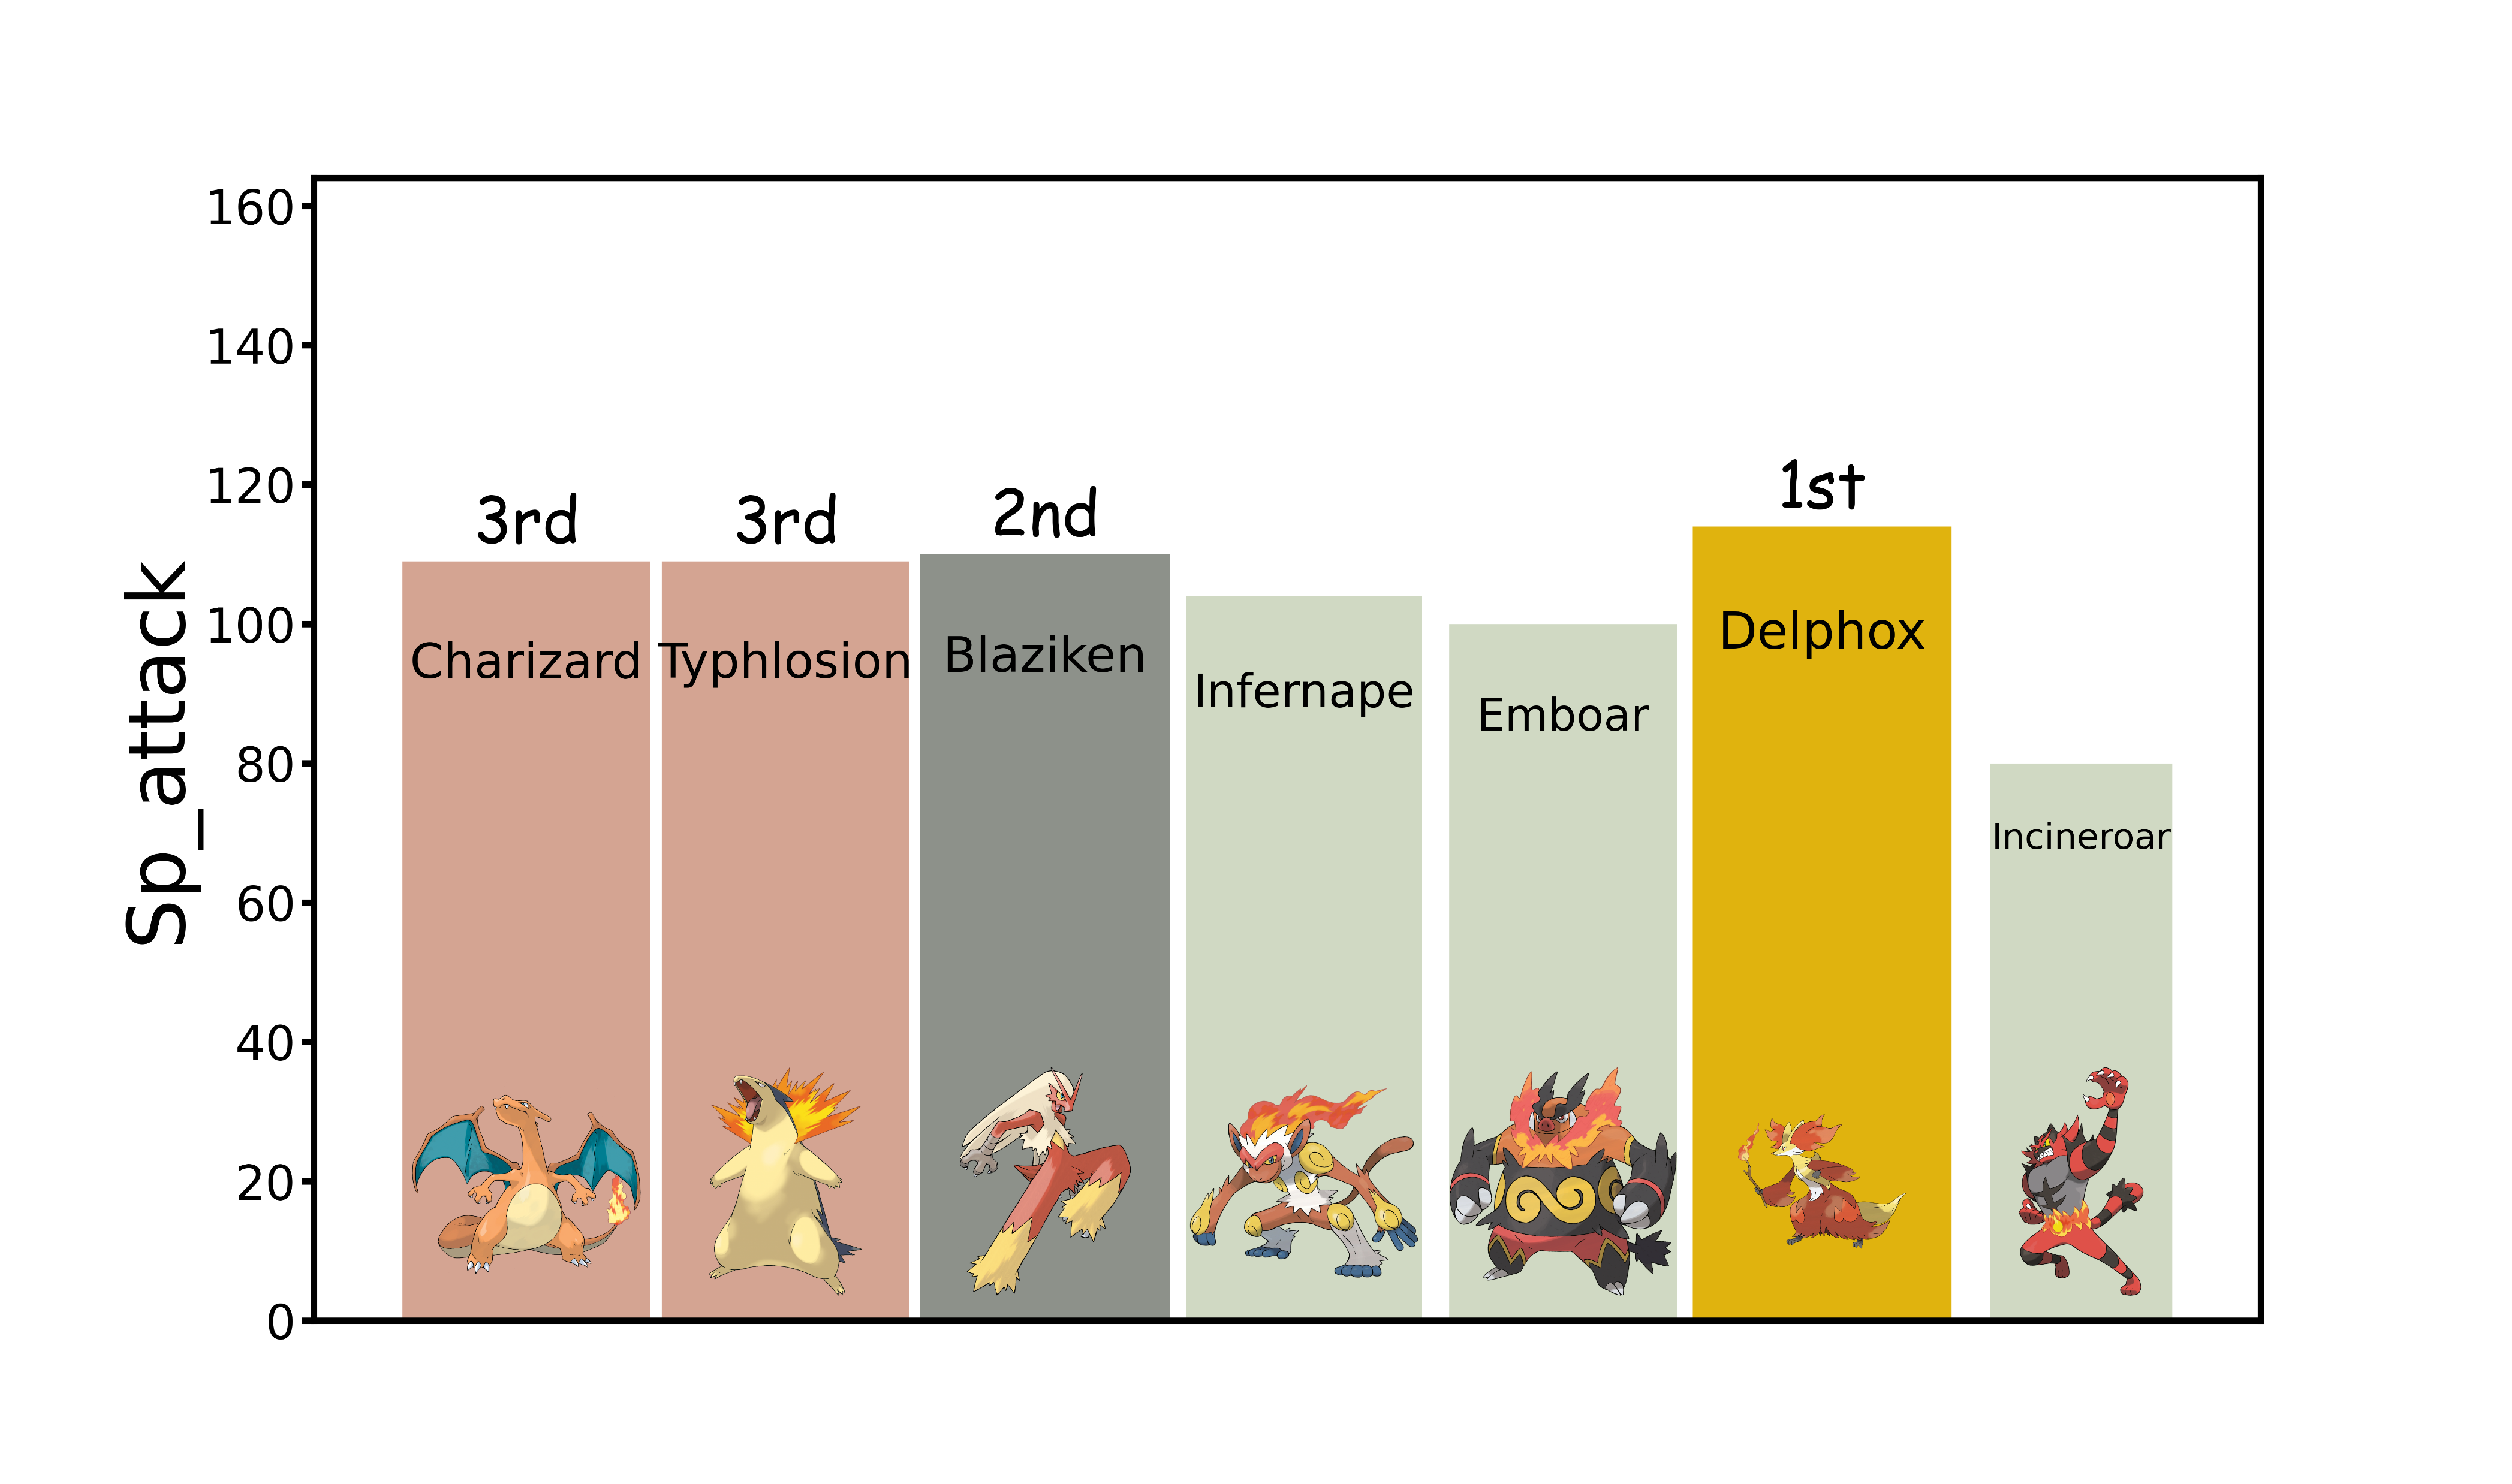 160
140
120
100
80
60
40
20
0
Sp_attack
3rd
3rd
2nd
1st
Charizard
Typhlosion
Blaziken
Infernape
Emboar
Delphox
Incineroar